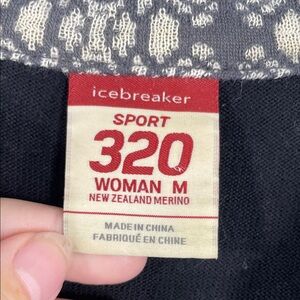 icebreaker
SPORT
320
WOMAN M
NEW ZEALAND MERINO
MADE IN CHINA
FABRIQUÉ EN CHINE